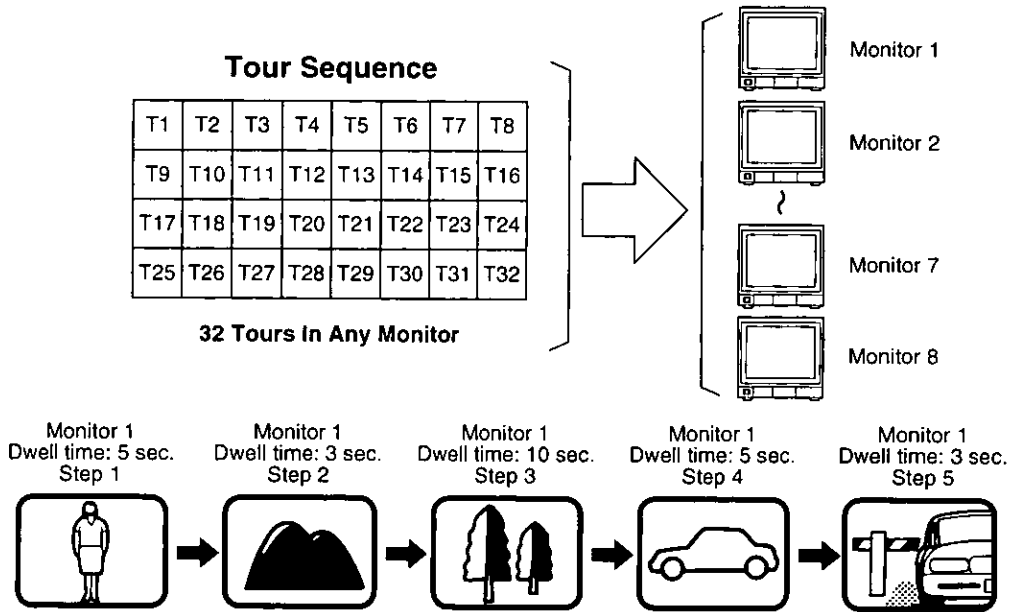 Tour Sequence
T1 T2 T3 T4 T5 T6 T7 T8
T9 T10 T11 T12 T13 T14 T15 T16
T17 T18 T19 T20 T21 T22 T23 T24
T25 T26 T27 T28 T29 T30 T31 T32
32 Tours In Any Monitor
Monitor 1
Monitor 2
Monitor 7
Monitor 8
Monitor 1
Dwell time: 5 sec.
Step 1
Monitor 1
Dwell time: 3 sec.
Step 2
Monitor 1
Dwell time: 10 sec.
Step 3
Monitor 1
Dwell time: 5 sec.
Step 4
Monitor 1
Dwell time: 3 sec.
Step 5